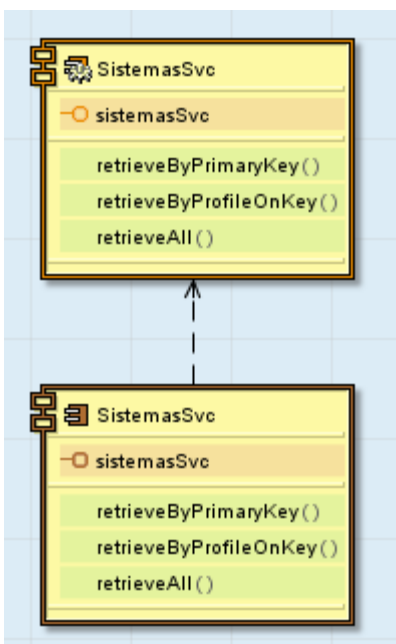 SistemasSvc
sistemasSvc
retrieveByPrimaryKey()
retrieveByProfileOnKey()
retrieveAll()
SistemasSvc
sistemasSvc
retrieveByPrimaryKey()
retrieveByProfileOnKey()
retrieveAll()